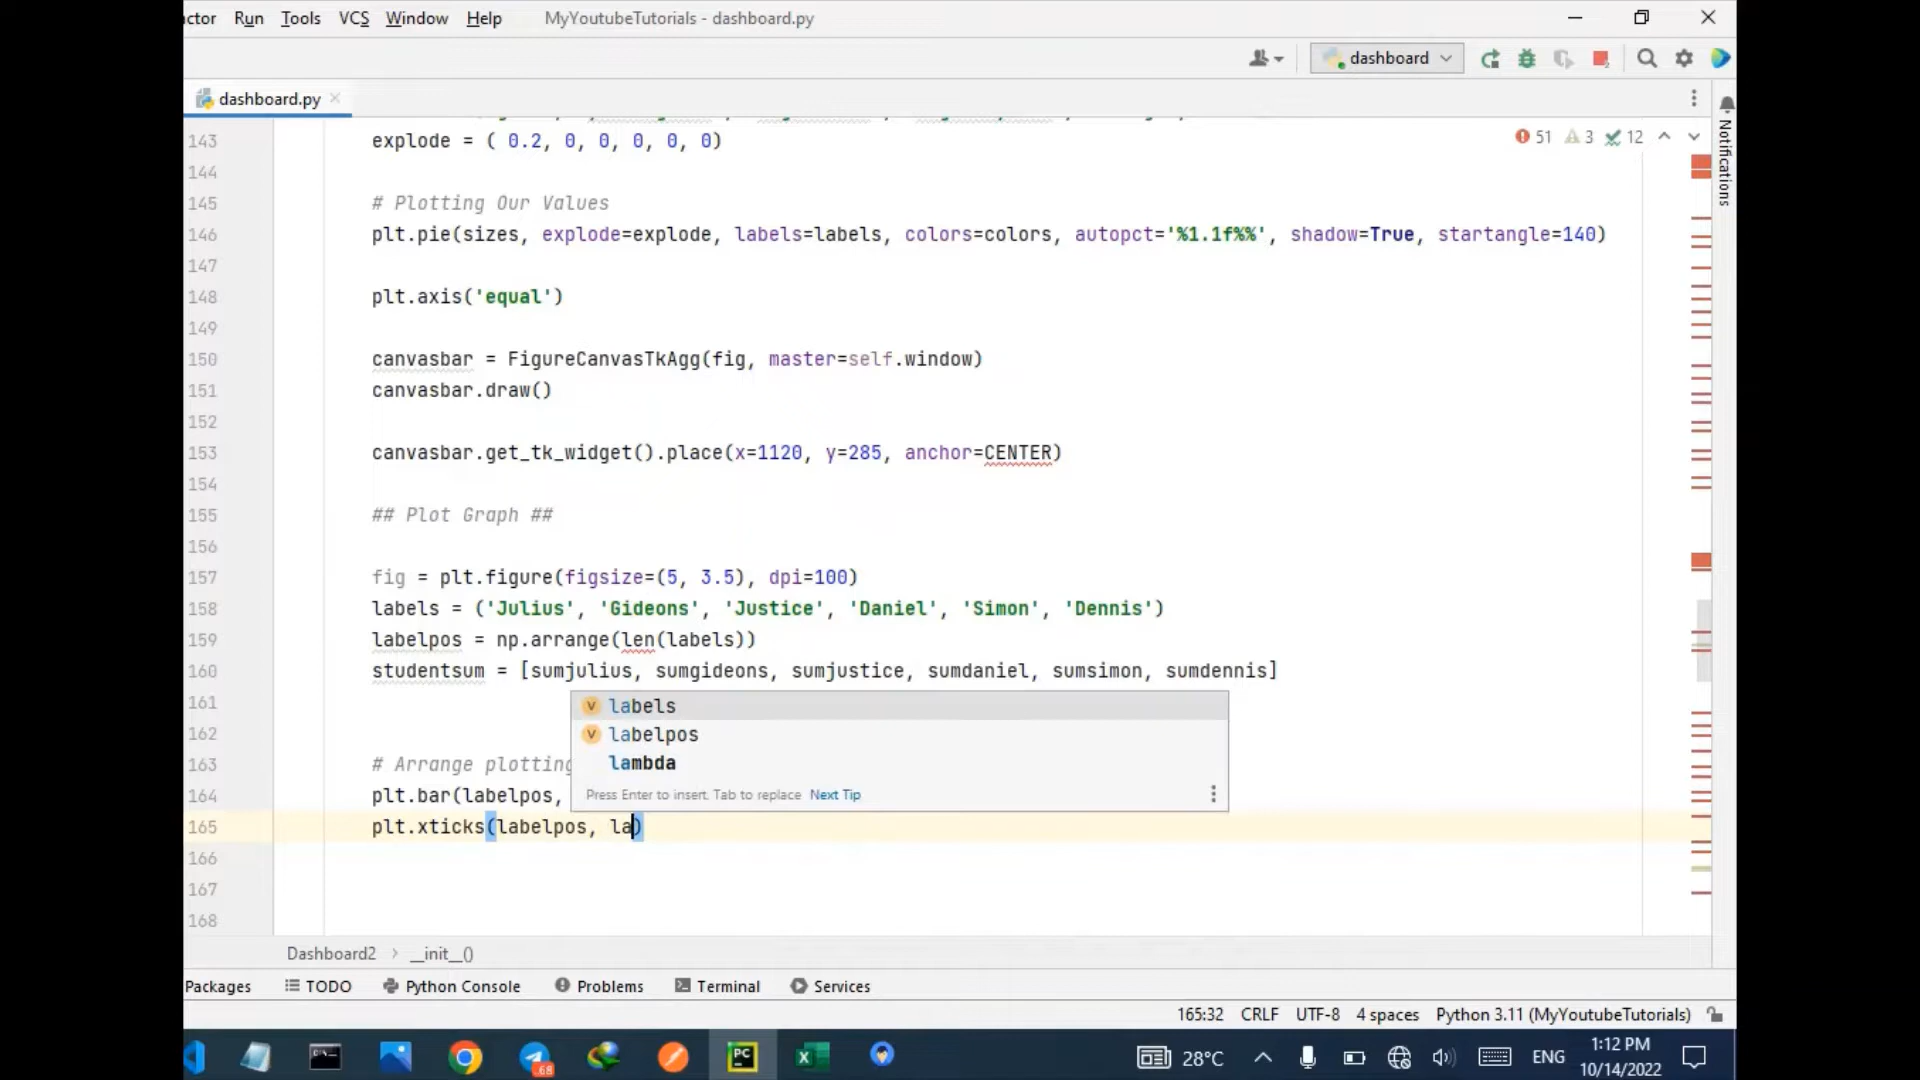 ctor Run Tools VCS Window Help MyYoutubeTutorials - dashboard.py
dashboard
dashboard.py
51 3 12
Notifications
143 explode = ( 0.2, 0, 0, 0, 0, 0)
144
145 # Plotting Our Values
146 plt.pie(sizes, explode=explode, labels=labels, colors=colors, autopct='%1.1f%%', shadow=True, startangle=140)
147
148 plt.axis('equal')
149
150 canvasbar = FigureCanvasTkAgg(fig, master=self.window)
151 canvasbar.draw()
152
153 canvasbar.get_tk_widget().place(x=1120, y=285, anchor=CENTER)
154
155 ## Plot Graph ##
156
157 fig = plt.figure(figsize=(5, 3.5), dpi=100)
158 labels = ('Julius', 'Gideons', 'Justice', 'Daniel', 'Simon', 'Dennis')
159 labelpos = np.arrange(len(labels))
160 studentsum = [sumjulius, sumgideons, sumjustice, sumdaniel, sumsimon, sumdennis]
161
labels
162
labelpos
163 # Arrange plotting
lambda
Press Enter to insert, Tab to replace Next Tip
164 plt.bar(labelpos,
165 plt.xticks(labelpos, la)
166
167
168
Dashboard2 > __init__()
Packages TODO Python Console Problems Terminal Services
165:32 CRLF UTF-8 4 spaces Python 3.11 (MyYoutubeTutorials)
68
PC
28°C ENG 1:12 PM
10/14/2022